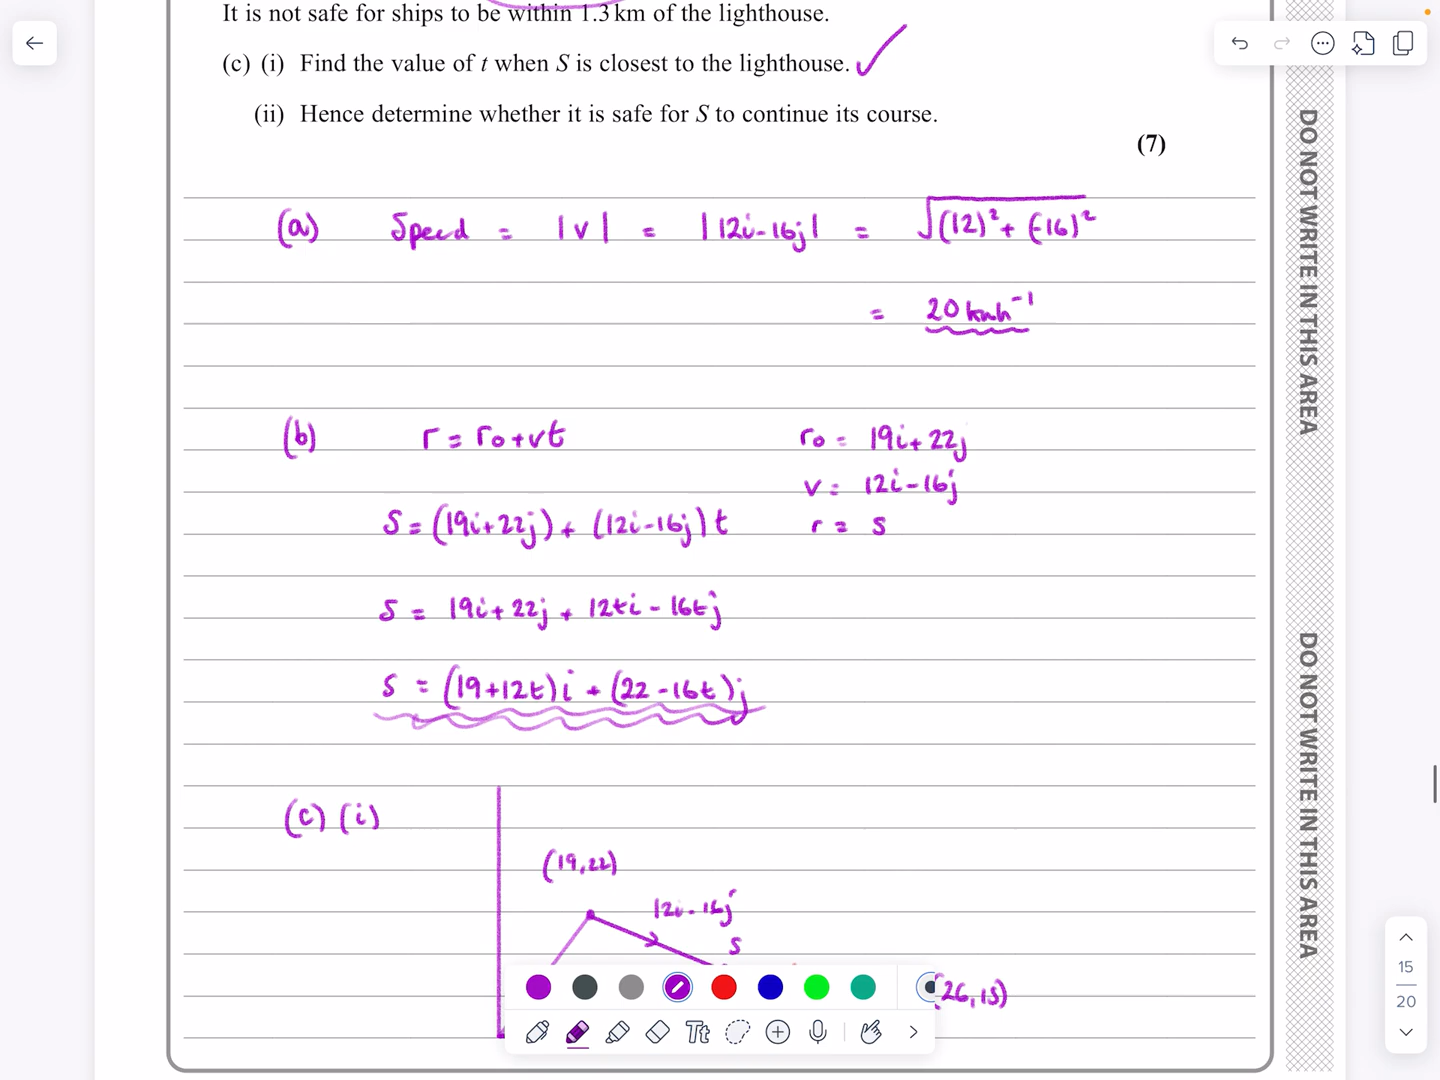 It is not safe for ships to be within 1.3 km of the lighthouse.
(c) (i) Find the value of t when S is closest to the lighthouse.
(ii) Hence determine whether it is safe for S to continue its course.
(7)
(a) Speed = |v| = |12i-16j| = √(12)²+(-16)²
= 20 kmh⁻¹
(b) r = r₀+vt r₀ = 19i+22j
v = 12i-16j
S = (19i+22j) + (12i-16j)t r = s
S = 19i+22j + 12ti - 16tj
S = (19+12t)i + (22-16t)j
(c) (i)
(19,22)
12i-16j
S
(26,15)
DO NOT WRITE IN THIS AREA
DO NOT WRITE IN THIS AREA
15
20
Tt